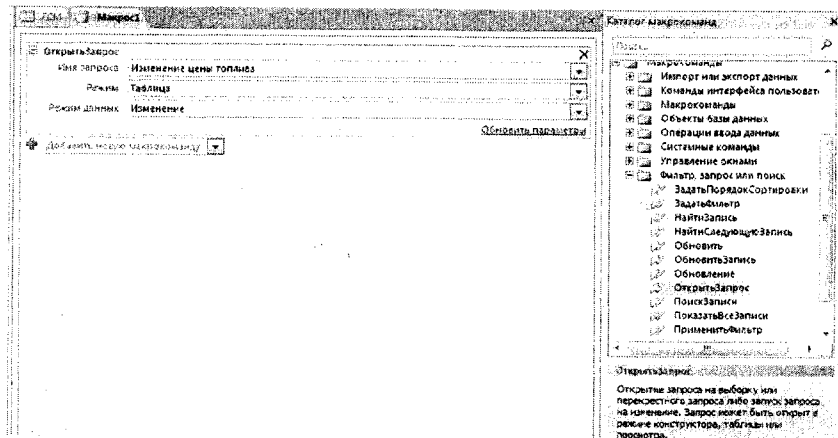 Макрос1
ОткрытьЗапрос
Имя запроса Изменение цены топлива
Режим Таблица
Режим данных Изменение
Обновить параметры
Добавить новую макрокоманду
Каталог макрокоманд
Поиск...
Макрокоманды
Импорт или экспорт данных
Команды интерфейса пользоват
Макрокоманды
Объекты базы данных
Операции ввода данных
Системные команды
Управление окнами
Фильтр, запрос или поиск
ЗадатьПорядокСортировки
ЗадатьФильтр
НайтиЗапись
НайтиСледующуюЗапись
Обновить
ОбновитьЗапись
Обновление
ОткрытьЗапрос
ПоискЗаписи
ПоказатьВсеЗаписи
ПрименитьФильтр
ОткрытьЗапрос
Открытие запроса на выборку или
перекрестного запроса либо запуск запроса
на изменение. Запрос может быть открыт в
режиме конструктора, таблицы или
просмотра.